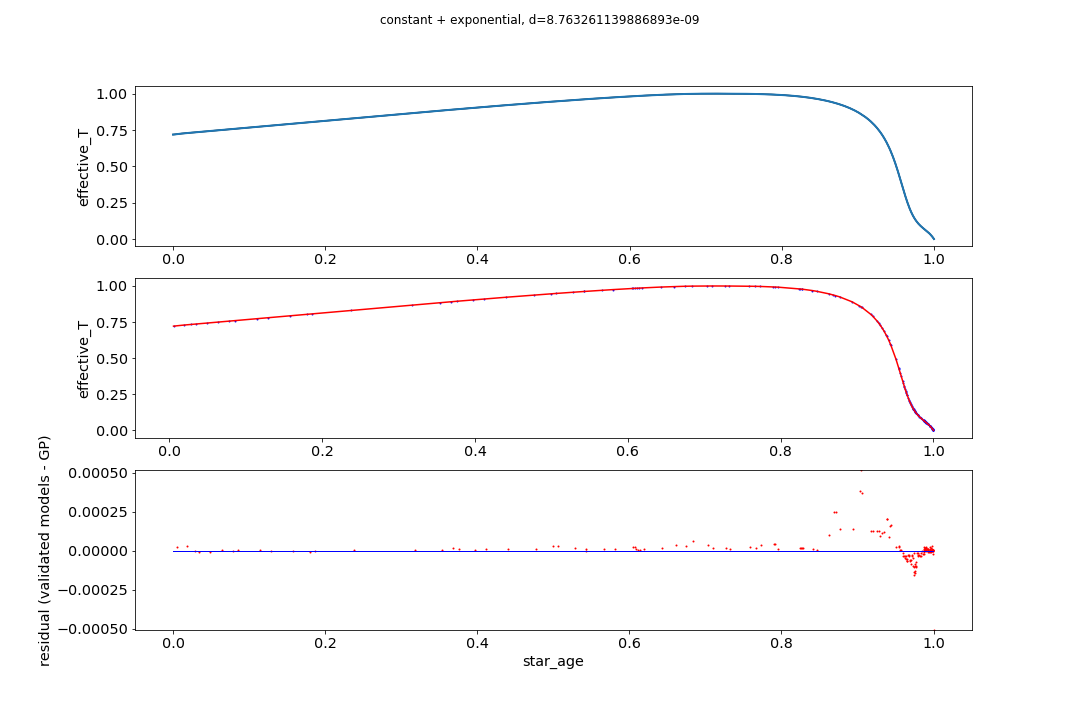 constant + exponential, d=8.763261139886893e-09
effective_T
1.00
0.75
0.50
0.25
0.00
0.0 0.2 0.4 0.6 0.8 1.0
effective_T
1.00
0.75
0.50
0.25
0.00
0.0 0.2 0.4 0.6 0.8 1.0
residual (validated models - GP)
0.00050
0.00025
0.00000
−0.00025
−0.00050
0.0 0.2 0.4 0.6 0.8 1.0
star_age